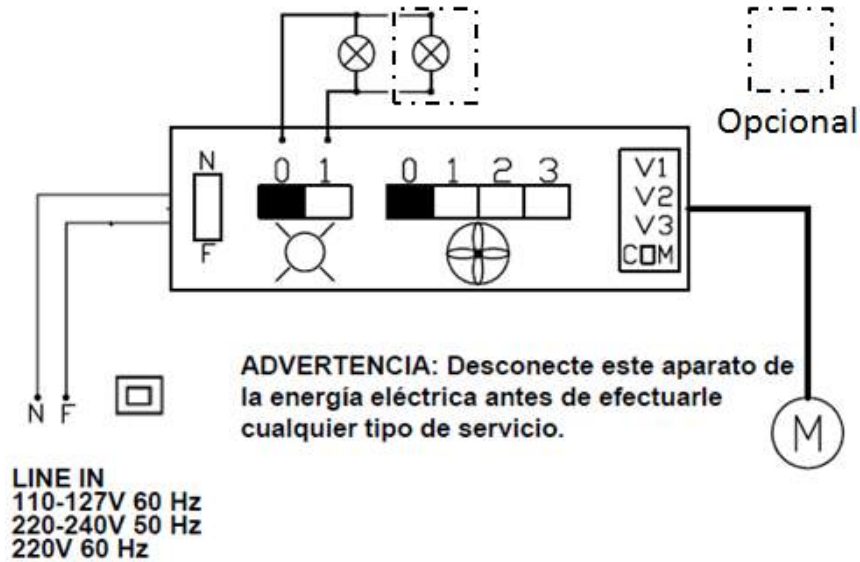 Opcional
N
F
0 1
0 1 2 3
V1
V2
V3
COM
N F
ADVERTENCIA: Desconecte este aparato de
la energía eléctrica antes de efectuarle
cualquier tipo de servicio.
M
LINE IN
110-127V 60 Hz
220-240V 50 Hz
220V 60 Hz